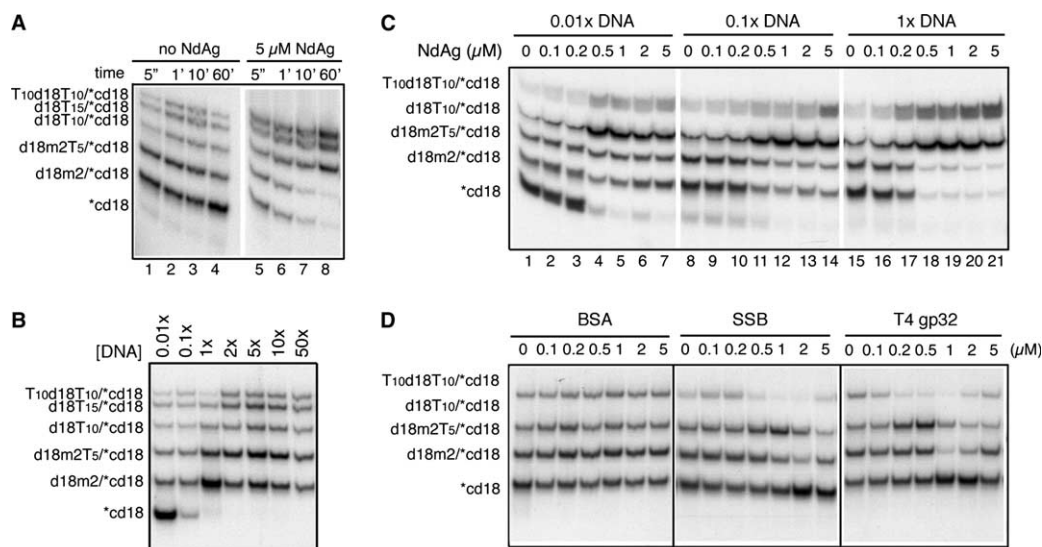 A
no NdAg 5 µM NdAg
time 5" 1' 10' 60' 5" 1' 10' 60'
T10d18T10/*cd18
d18T15/*cd18
d18T10/*cd18
d18m2T5/*cd18
d18m2/*cd18
*cd18
1 2 3 4 5 6 7 8
B
[DNA] 0.01x 0.1x 1x 2x 5x 10x 50x
T10d18T10/*cd18
d18T15/*cd18
d18T10/*cd18
d18m2T5/*cd18
d18m2/*cd18
*cd18
C
0.01x DNA 0.1x DNA 1x DNA
NdAg (µM) 0 0.1 0.2 0.5 1 2 5 0 0.1 0.2 0.5 1 2 5 0 0.1 0.2 0.5 1 2 5
T10d18T10/*cd18
d18T10/*cd18
d18m2T5/*cd18
d18m2/*cd18
*cd18
1 2 3 4 5 6 7 8 9 10 11 12 13 14 15 16 17 18 19 20 21
D
BSA SSB T4 gp32
0 0.1 0.2 0.5 1 2 5 0 0.1 0.2 0.5 1 2 5 0 0.1 0.2 0.5 1 2 5 (µM)
T10d18T10/*cd18
d18T10/*cd18
d18m2T5/*cd18
d18m2/*cd18
*cd18